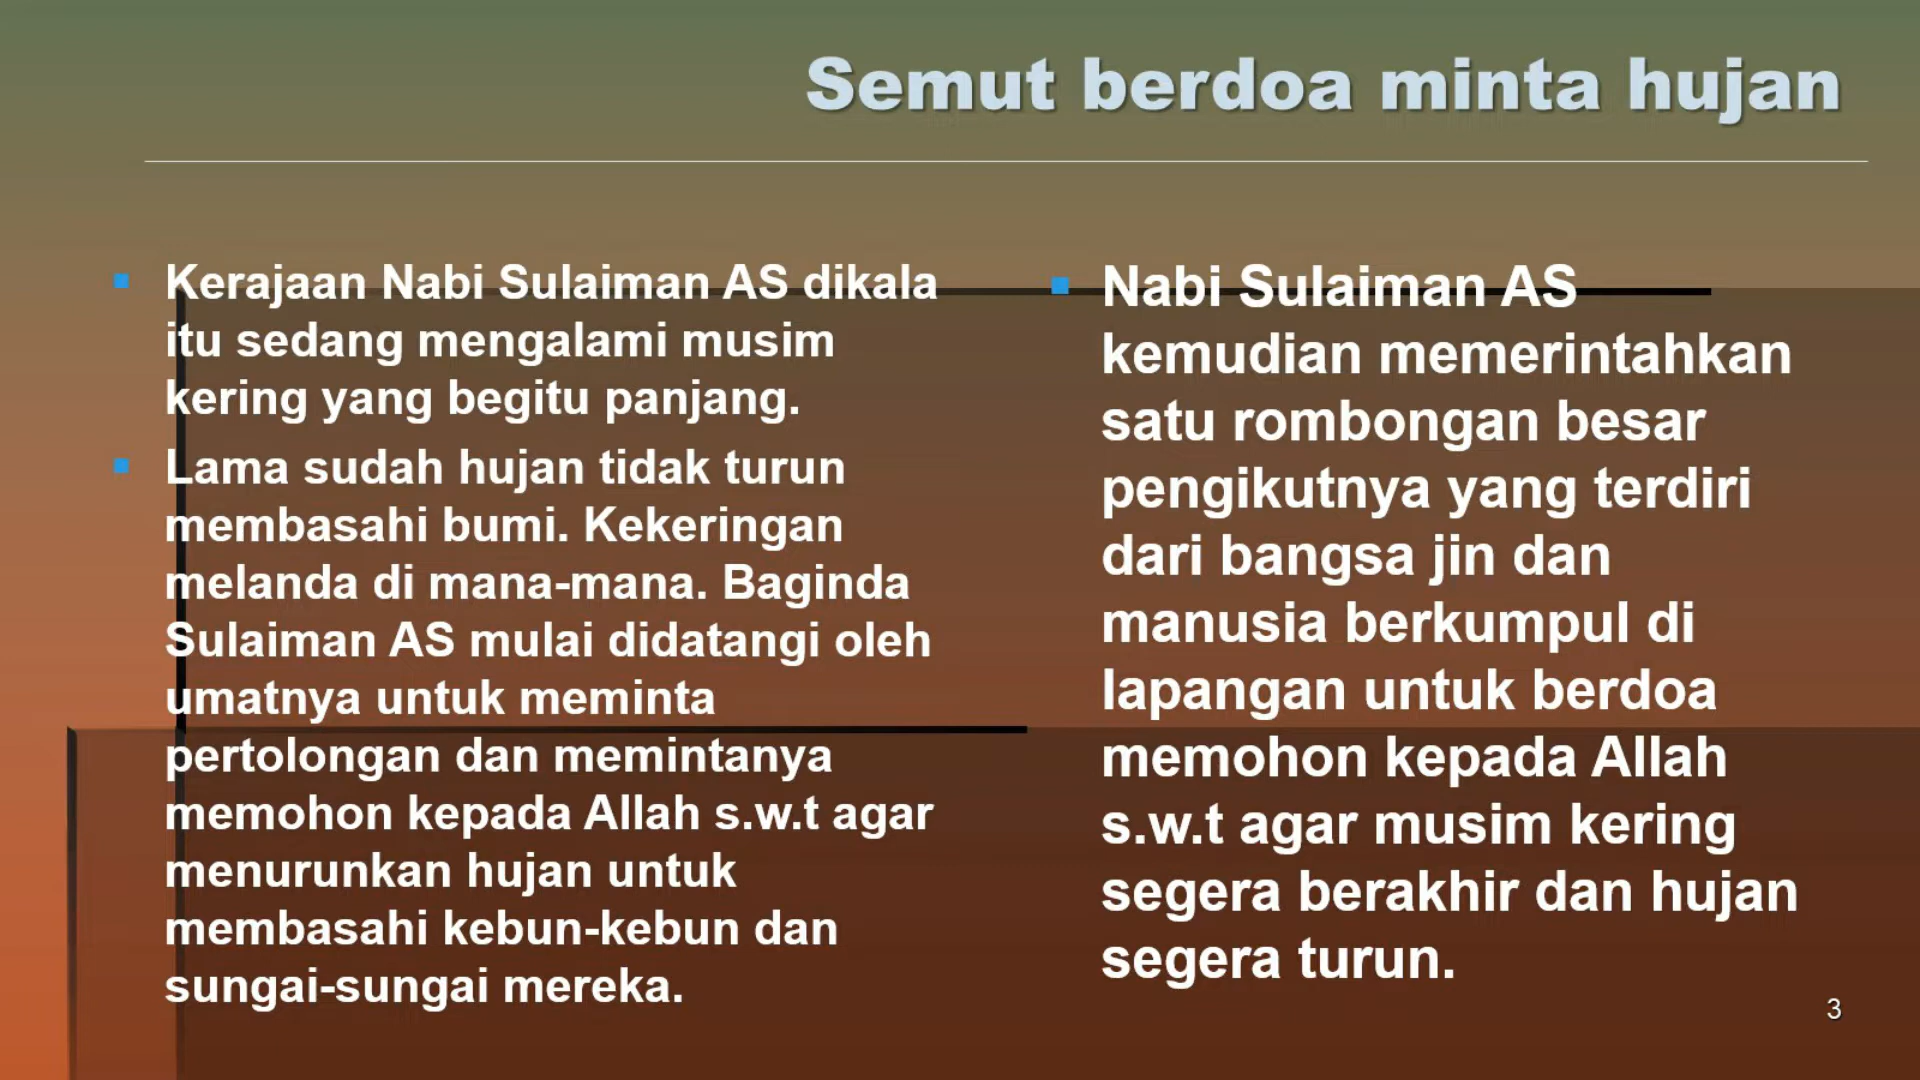 Semut berdoa minta hujan
Kerajaan Nabi Sulaiman AS dikala
itu sedang mengalami musim
kering yang begitu panjang.
Lama sudah hujan tidak turun
membasahi bumi. Kekeringan
melanda di mana-mana. Baginda
Sulaiman AS mulai didatangi oleh
umatnya untuk meminta
pertolongan dan memintanya
memohon kepada Allah s.w.t agar
menurunkan hujan untuk
membasahi kebun-kebun dan
sungai-sungai mereka.
Nabi Sulaiman AS
kemudian memerintahkan
satu rombongan besar
pengikutnya yang terdiri
dari bangsa jin dan
manusia berkumpul di
lapangan untuk berdoa
memohon kepada Allah
s.w.t agar musim kering
segera berakhir dan hujan
segera turun.
3